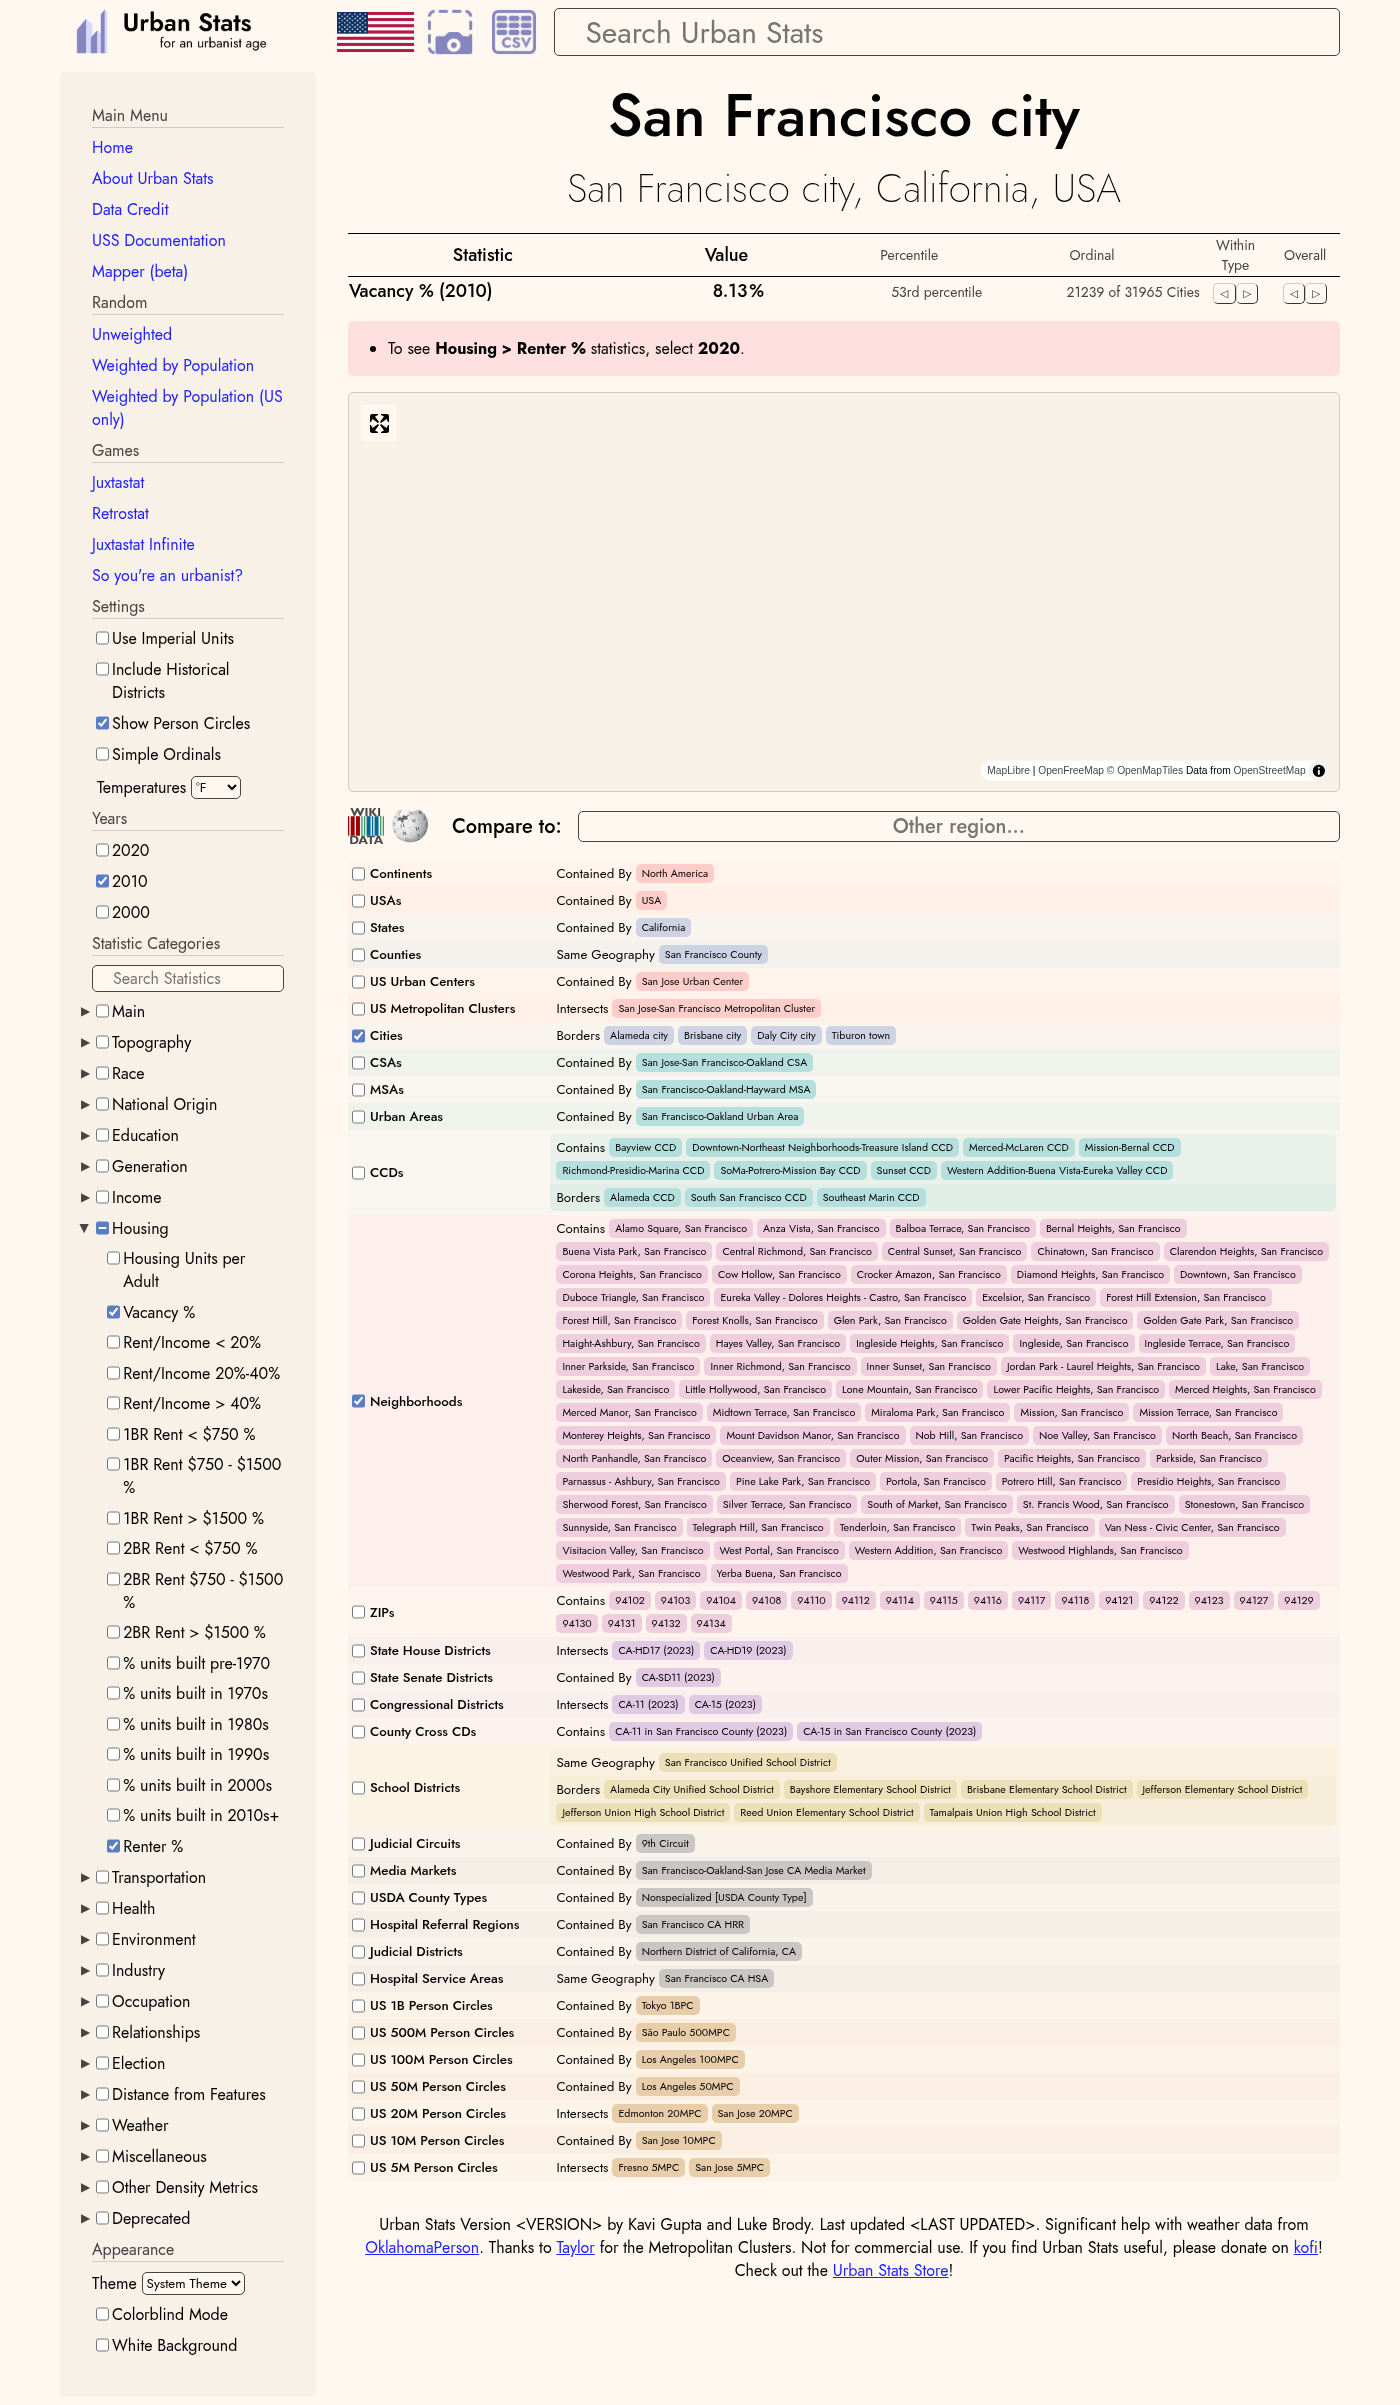 Urban Stats
for an urbanist age
CSV
Search Urban Stats
Main Menu
Home
About Urban Stats
Data Credit
USS Documentation
Mapper (beta)
Random
Unweighted
Weighted by Population
Weighted by Population (US
only)
Games
Juxtastat
Retrostat
Juxtastat Infinite
So you're an urbanist?
Settings
Use Imperial Units
Include Historical
Districts
Show Person Circles
Simple Ordinals
Temperatures °F
Years
2020
2010
2000
Statistic Categories
Search Statistics
Main
Topography
Race
National Origin
Education
Generation
Income
Housing
Housing Units per
Adult
Vacancy %
Rent/Income < 20%
Rent/Income 20%-40%
Rent/Income > 40%
1BR Rent < $750 %
1BR Rent $750 - $1500
%
1BR Rent > $1500 %
2BR Rent < $750 %
2BR Rent $750 - $1500
%
2BR Rent > $1500 %
% units built pre-1970
% units built in 1970s
% units built in 1980s
% units built in 1990s
% units built in 2000s
% units built in 2010s+
Renter %
Transportation
Health
Environment
Industry
Occupation
Relationships
Election
Distance from Features
Weather
Miscellaneous
Other Density Metrics
Deprecated
Appearance
Theme System Theme
Colorblind Mode
White Background
San Francisco city
San Francisco city, California, USA
Statistic Value Percentile Ordinal Within Type Overall
Vacancy % (2010) 8.13% 53rd percentile 21239 of 31965 Cities
To see Housing > Renter % statistics, select 2020.
MapLibre | OpenFreeMap © OpenMapTiles Data from OpenStreetMap
WIKI
DATA
Compare to: Other region...
Continents Contained By North America
USAs Contained By USA
States Contained By California
Counties Same Geography San Francisco County
US Urban Centers Contained By San Jose Urban Center
US Metropolitan Clusters Intersects San Jose-San Francisco Metropolitan Cluster
Cities Borders Alameda city Brisbane city Daly City city Tiburon town
CSAs Contained By San Jose-San Francisco-Oakland CSA
MSAs Contained By San Francisco-Oakland-Hayward MSA
Urban Areas Contained By San Francisco-Oakland Urban Area
CCDs
Contains Bayview CCD Downtown-Northeast Neighborhoods-Treasure Island CCD Merced-McLaren CCD Mission-Bernal CCD
Richmond-Presidio-Marina CCD SoMa-Potrero-Mission Bay CCD Sunset CCD Western Addition-Buena Vista-Eureka Valley CCD
Borders Alameda CCD South San Francisco CCD Southeast Marin CCD
Neighborhoods
Contains Alamo Square, San Francisco Anza Vista, San Francisco Balboa Terrace, San Francisco Bernal Heights, San Francisco
Buena Vista Park, San Francisco Central Richmond, San Francisco Central Sunset, San Francisco Chinatown, San Francisco Clarendon Heights, San Francisco
Corona Heights, San Francisco Cow Hollow, San Francisco Crocker Amazon, San Francisco Diamond Heights, San Francisco Downtown, San Francisco
Duboce Triangle, San Francisco Eureka Valley - Dolores Heights - Castro, San Francisco Excelsior, San Francisco Forest Hill Extension, San Francisco
Forest Hill, San Francisco Forest Knolls, San Francisco Glen Park, San Francisco Golden Gate Heights, San Francisco Golden Gate Park, San Francisco
Haight-Ashbury, San Francisco Hayes Valley, San Francisco Ingleside Heights, San Francisco Ingleside, San Francisco Ingleside Terrace, San Francisco
Inner Parkside, San Francisco Inner Richmond, San Francisco Inner Sunset, San Francisco Jordan Park - Laurel Heights, San Francisco Lake, San Francisco
Lakeside, San Francisco Little Hollywood, San Francisco Lone Mountain, San Francisco Lower Pacific Heights, San Francisco Merced Heights, San Francisco
Merced Manor, San Francisco Midtown Terrace, San Francisco Miraloma Park, San Francisco Mission, San Francisco Mission Terrace, San Francisco
Monterey Heights, San Francisco Mount Davidson Manor, San Francisco Nob Hill, San Francisco Noe Valley, San Francisco North Beach, San Francisco
North Panhandle, San Francisco Oceanview, San Francisco Outer Mission, San Francisco Pacific Heights, San Francisco Parkside, San Francisco
Parnassus - Ashbury, San Francisco Pine Lake Park, San Francisco Portola, San Francisco Potrero Hill, San Francisco Presidio Heights, San Francisco
Sherwood Forest, San Francisco Silver Terrace, San Francisco South of Market, San Francisco St. Francis Wood, San Francisco Stonestown, San Francisco
Sunnyside, San Francisco Telegraph Hill, San Francisco Tenderloin, San Francisco Twin Peaks, San Francisco Van Ness - Civic Center, San Francisco
Visitacion Valley, San Francisco West Portal, San Francisco Western Addition, San Francisco Westwood Highlands, San Francisco
Westwood Park, San Francisco Yerba Buena, San Francisco
ZIPs
Contains 94102 94103 94104 94108 94110 94112 94114 94115 94116 94117 94118 94121 94122 94123 94127 94129
94130 94131 94132 94134
State House Districts Intersects CA-HD17 (2023) CA-HD19 (2023)
State Senate Districts Contained By CA-SD11 (2023)
Congressional Districts Intersects CA-11 (2023) CA-15 (2023)
County Cross CDs Contains CA-11 in San Francisco County (2023) CA-15 in San Francisco County (2023)
School Districts
Same Geography San Francisco Unified School District
Borders Alameda City Unified School District Bayshore Elementary School District Brisbane Elementary School District Jefferson Elementary School District
Jefferson Union High School District Reed Union Elementary School District Tamalpais Union High School District
Judicial Circuits Contained By 9th Circuit
Media Markets Contained By San Francisco-Oakland-San Jose CA Media Market
USDA County Types Contained By Nonspecialized [USDA County Type]
Hospital Referral Regions Contained By San Francisco CA HRR
Judicial Districts Contained By Northern District of California, CA
Hospital Service Areas Same Geography San Francisco CA HSA
US 1B Person Circles Contained By Tokyo 1BPC
US 500M Person Circles Contained By São Paulo 500MPC
US 100M Person Circles Contained By Los Angeles 100MPC
US 50M Person Circles Contained By Los Angeles 50MPC
US 20M Person Circles Intersects Edmonton 20MPC San Jose 20MPC
US 10M Person Circles Contained By San Jose 10MPC
US 5M Person Circles Intersects Fresno 5MPC San Jose 5MPC
Urban Stats Version <VERSION> by Kavi Gupta and Luke Brody. Last updated <LAST UPDATED>. Significant help with weather data from
OklahomaPerson. Thanks to Taylor for the Metropolitan Clusters. Not for commercial use. If you find Urban Stats useful, please donate on kofi!
Check out the Urban Stats Store!